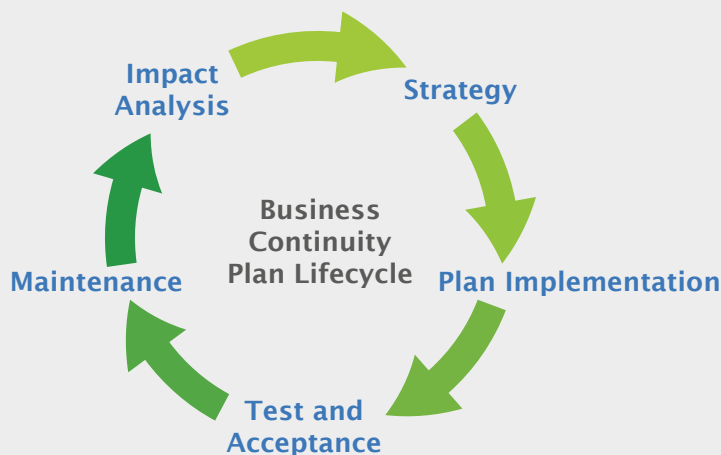 Impact
Analysis
Strategy
Business
Continuity
Plan Lifecycle
Maintenance
Plan Implementation
Test and
Acceptance